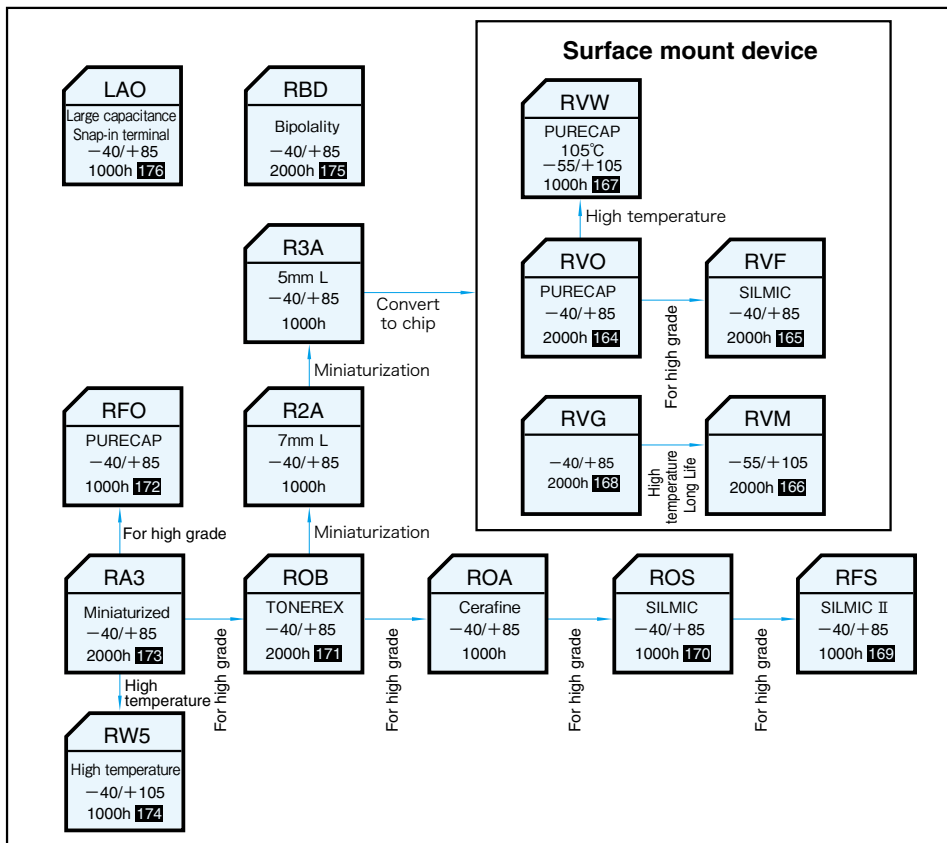 Surface mount device
LAO
Large capacitance
Snap-in terminal
−40/+85
1000h 176
RBD
Bipolality
−40/+85
2000h 175
RVW
PURECAP
105℃
−55/+105
1000h 167
High temperature
R3A
5mm L
−40/+85
1000h
Convert
to chip
RVO
PURECAP
−40/+85
2000h 164
For high grade
RVF
SILMIC
−40/+85
2000h 165
Miniaturization
RFO
PURECAP
−40/+85
1000h 172
R2A
7mm L
−40/+85
1000h
RVG
−40/+85
2000h 168
High
temperature
Long Life
RVM
−55/+105
2000h 166
For high grade
Miniaturization
RA3
Miniaturized
−40/+85
2000h 173
For high grade
ROB
TONEREX
−40/+85
2000h 171
For high grade
ROA
Cerafine
−40/+85
1000h
For high grade
ROS
SILMIC
−40/+85
1000h 170
For high grade
RFS
SILMIC II
−40/+85
1000h 169
High
temperature
RW5
High temperature
−40/+105
1000h 174